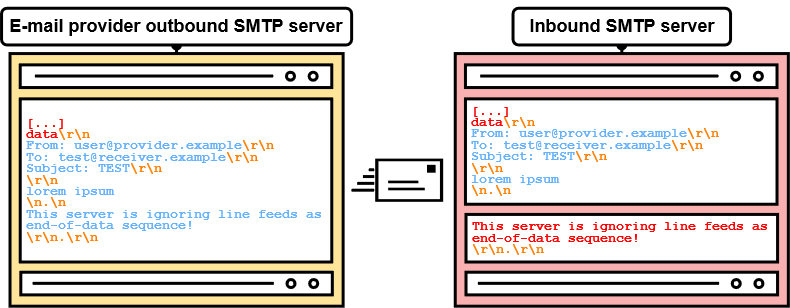 E-mail provider outbound SMTP server
[...]
data\r\n
From: user@provider.example\r\n
To: test@receiver.example\r\n
Subject: TEST\r\n
\r\n
lorem ipsum
\n.\n
This server is ignoring line feeds as
end-of-data sequence!
\r\n.\r\n
Inbound SMTP server
[...]
data\r\n
From: user@provider.example\r\n
To: test@receiver.example\r\n
Subject: TEST\r\n
\r\n
lorem ipsum
\n.\n
This server is ignoring line feeds as
end-of-data sequence!
\r\n.\r\n